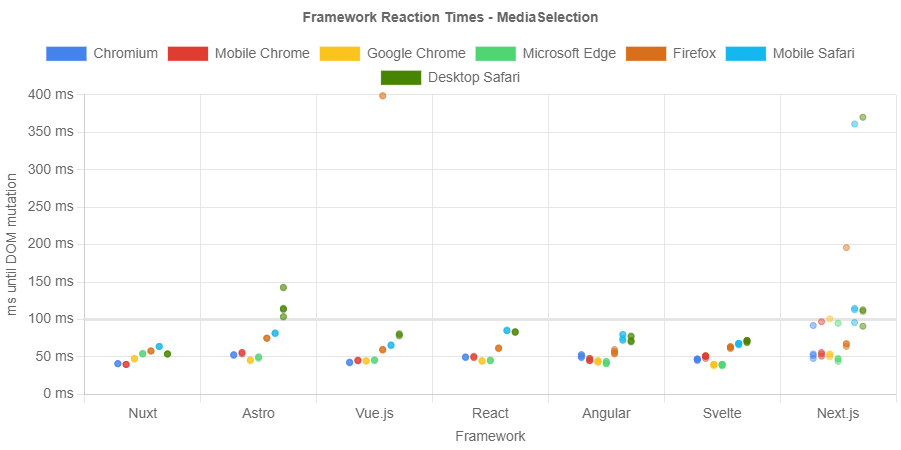 Framework Reaction Times - MediaSelection
Chromium Mobile Chrome Google Chrome Microsoft Edge Firefox Mobile Safari
Desktop Safari
400 ms
350 ms
300 ms
250 ms
200 ms
150 ms
100 ms
50 ms
0 ms
ms until DOM mutation
Nuxt Astro Vue.js React Angular Svelte Next.js
Framework